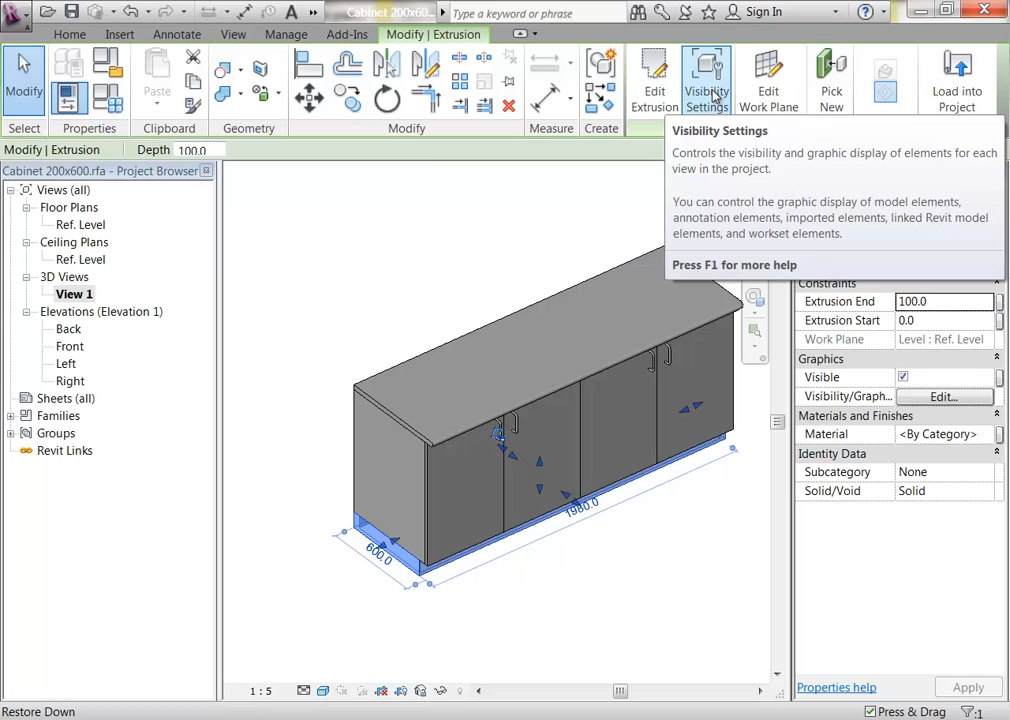 Cabinet 200x60...
Type a keyword or phrase
Sign In
Home Insert Annotate View Manage Add-Ins Modify | Extrusion
Modify
Paste
Edit Extrusion
Visibility Settings
Edit Work Plane
Pick New
Load into Project
Select Properties Clipboard Geometry Modify Measure Create
Modify | Extrusion Depth 100.0
Visibility Settings
Controls the visibility and graphic display of elements for each
view in the project.
You can control the graphic display of model elements,
annotation elements, imported elements, linked Revit model
elements, and workset elements.
Press F1 for more help
Cabinet 200x600.rfa - Project Browser
Views (all)
Floor Plans
Ref. Level
Ceiling Plans
Ref. Level
3D Views
View 1
Elevations (Elevation 1)
Back
Front
Left
Right
Sheets (all)
Families
Groups
Revit Links
600.0
1980.0
Constraints
Extrusion End 100.0
Extrusion Start 0.0
Work Plane Level : Ref. Level
Graphics
Visible
Visibility/Graph... Edit...
Materials and Finishes
Material <By Category>
Identity Data
Subcategory None
Solid/Void Solid
Properties help Apply
1 : 5
Restore Down
Press & Drag :1